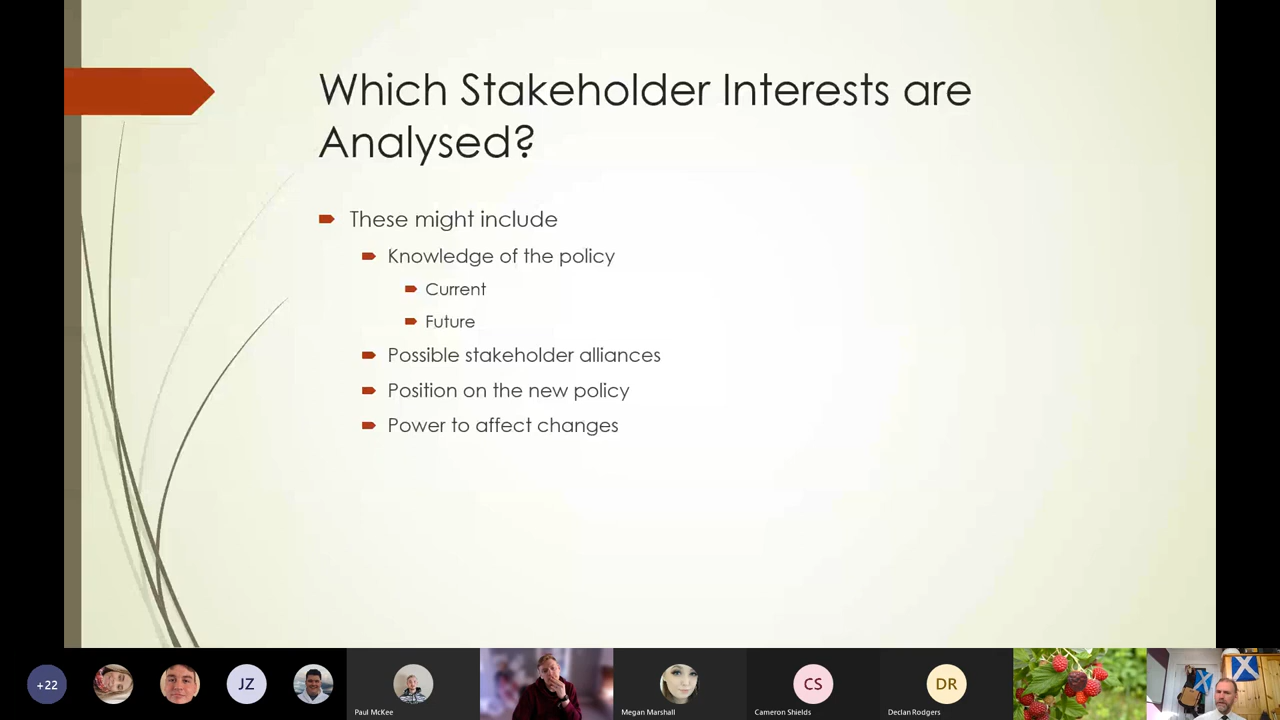 Which Stakeholder Interests are
Analysed?
These might include
Knowledge of the policy
Current
Future
Possible stakeholder alliances
Position on the new policy
Power to affect changes
+22
JZ
CS
DR
Paul McKee
Megan Marshall
Cameron Shields
Declan Rodgers